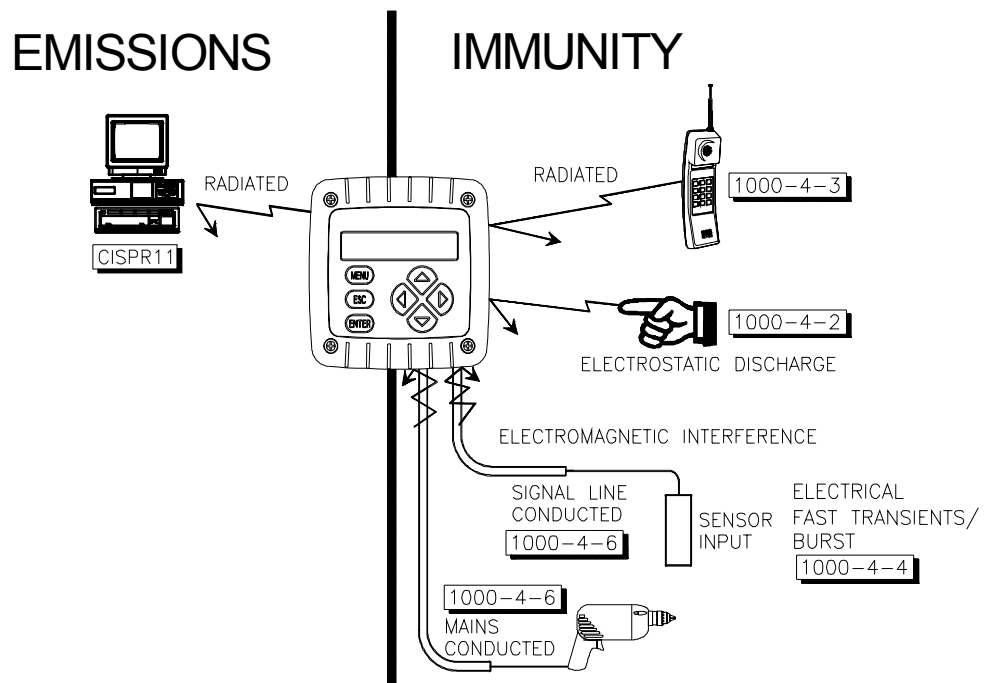 EMISSIONS
IMMUNITY
RADIATED
CISPR11
RADIATED
1000-4-3
MENU
ESC
ENTER
1000-4-2
ELECTROSTATIC DISCHARGE
ELECTROMAGNETIC INTERFERENCE
SIGNAL LINE
CONDUCTED
1000-4-6
SENSOR
INPUT
ELECTRICAL
FAST TRANSIENTS/
BURST
1000-4-4
1000-4-6
MAINS
CONDUCTED